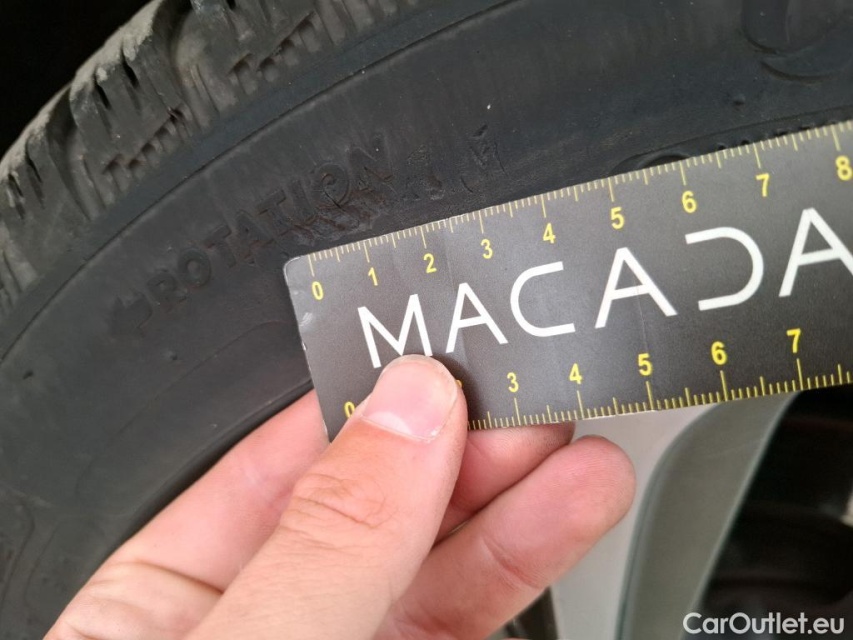 ROTATION
0 1 2 3 4 5 6 7 8
MACADA
0 3 4 5 6 7
CarOutlet.eu